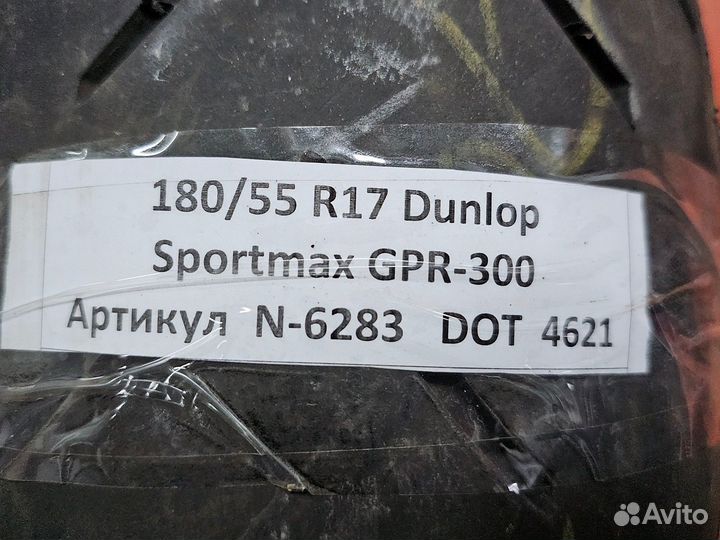 180/55 R17 Dunlop
Sportmax GPR-300
Артикул N-6283 DOT 4621
Avito